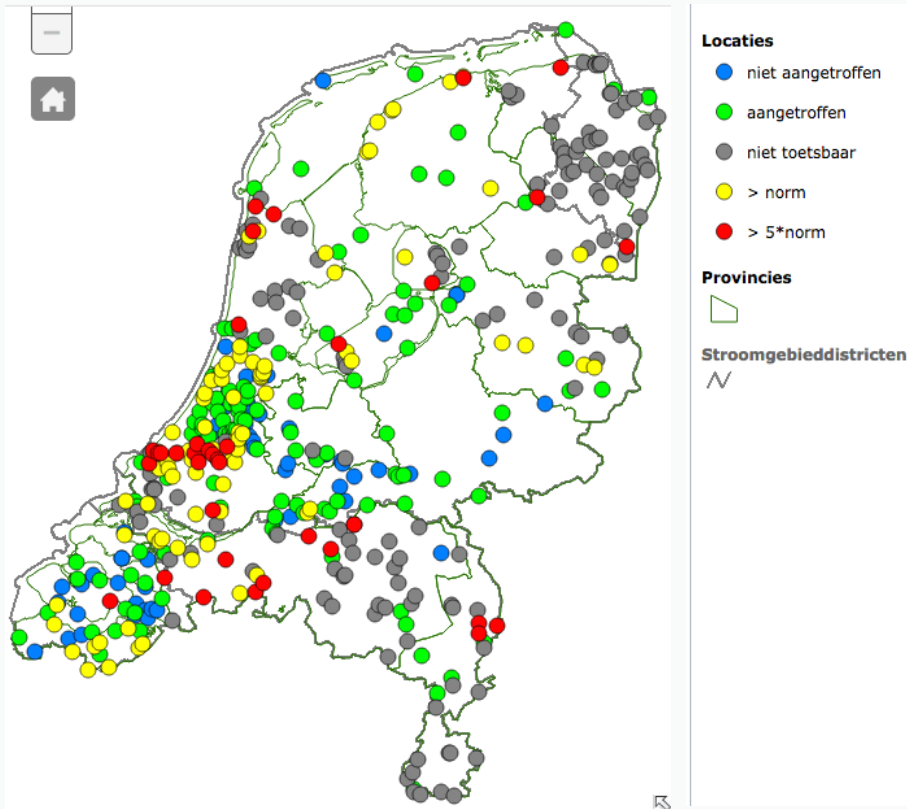 Locaties
niet aangetroffen
aangetroffen
niet toetsbaar
> norm
> 5*norm
Provincies
Stroomgebieddistricten